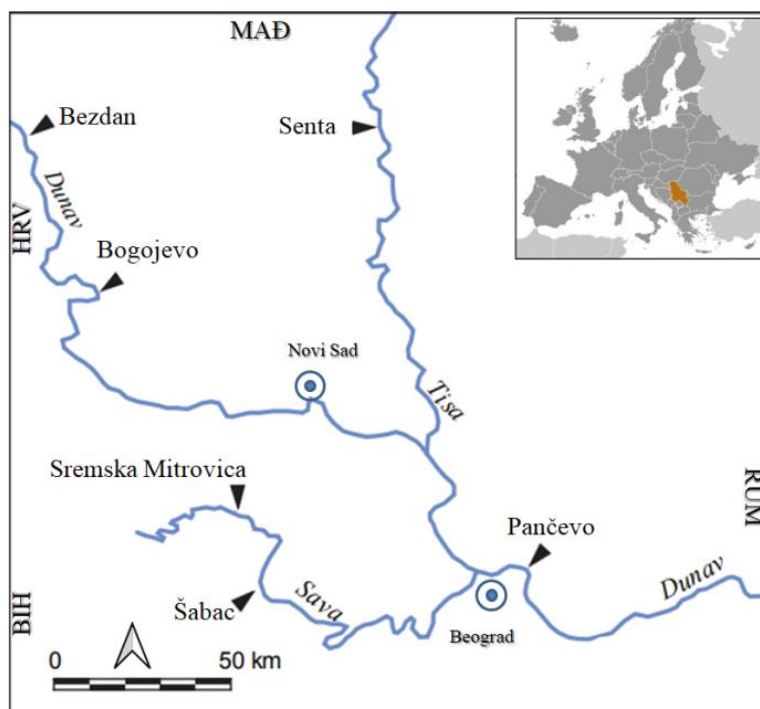 MAĐ
Bezdan
Senta
Dunav
HRV
Bogojevo
Novi Sad
Tisa
Sremska Mitrovica
RUM
Pančevo
Dunav
Šabac
Sava
BIH
Beograd
0 50 km